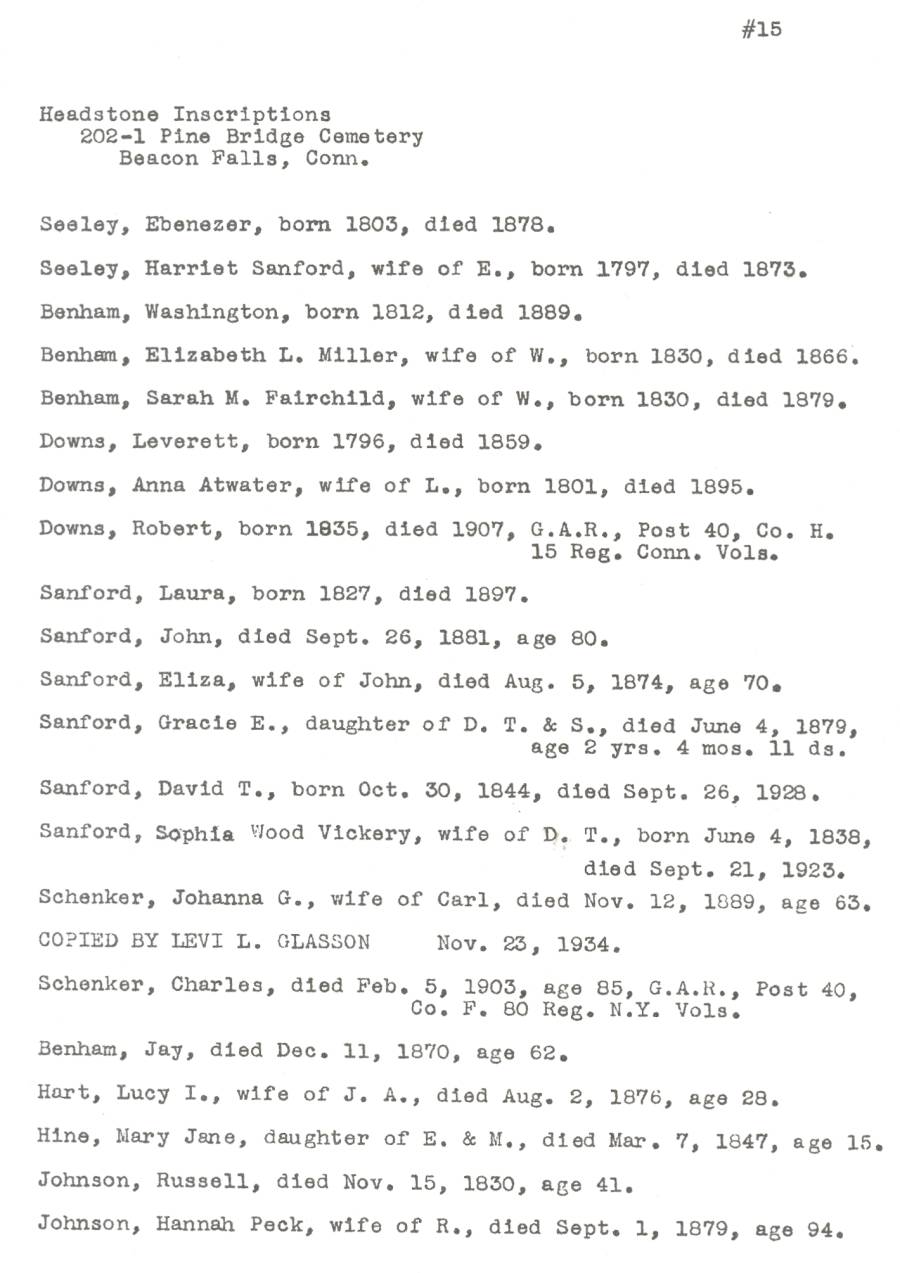 #15
Headstone Inscriptions
202-1 Pine Bridge Cemetery
Beacon Falls, Conn.
Seeley, Ebenezer, born 1803, died 1878.
Seeley, Harriet Sanford, wife of E., born 1797, died 1873.
Benham, Washington, born 1812, died 1889.
Benham, Elizabeth L. Miller, wife of W., born 1830, died 1866.
Benham, Sarah M. Fairchild, wife of W., born 1830, died 1879.
Downs, Leverett, born 1796, died 1859.
Downs, Anna Atwater, wife of L., born 1801, died 1895.
Downs, Robert, born 1835, died 1907, G.A.R., Post 40, Co. H.
15 Reg. Conn. Vols.
Sanford, Laura, born 1827, died 1897.
Sanford, John, died Sept. 26, 1881, age 80.
Sanford, Eliza, wife of John, died Aug. 5, 1874, age 70.
Sanford, Gracie E., daughter of D. T. & S., died June 4, 1879,
age 2 yrs. 4 mos. 11 ds.
Sanford, David T., born Oct. 30, 1844, died Sept. 26, 1928.
Sanford, Sophia Wood Vickery, wife of D. T., born June 4, 1838,
died Sept. 21, 1923.
Schenker, Johanna G., wife of Carl, died Nov. 12, 1889, age 63.
COPIED BY LEVI L. GLASSON Nov. 23, 1934.
Schenker, Charles, died Feb. 5, 1903, age 85, G.A.R., Post 40,
Co. F. 80 Reg. N.Y. Vols.
Benham, Jay, died Dec. 11, 1870, age 62.
Hart, Lucy I., wife of J. A., died Aug. 2, 1876, age 28.
Hine, Mary Jane, daughter of E. & M., died Mar. 7, 1847, age 15.
Johnson, Russell, died Nov. 15, 1830, age 41.
Johnson, Hannah Peck, wife of R., died Sept. 1, 1879, age 94.